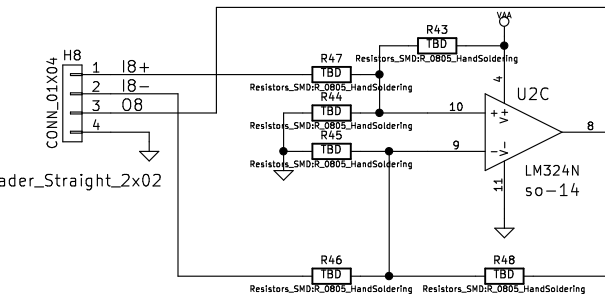 R43
VAA
TBD
H8
Resistors_SMD:R_0805_HandSoldering
R47
1 I8+
TBD
4
2 I8-
Resistors_SMD:R_0805_HandSoldering
U2C
CONN_01X04
R44
3 O8
TBD
10
+
V+
Resistors_SMD:R_0805_HandSoldering
8
4
R45
TBD
9
-
V-
Resistors_SMD:R_0805_HandSoldering
LM324N
ader_Straight_2x02
11
so-14
R46
R48
TBD
TBD
Resistors_SMD:R_0805_HandSoldering
Resistors_SMD:R_0805_HandSoldering